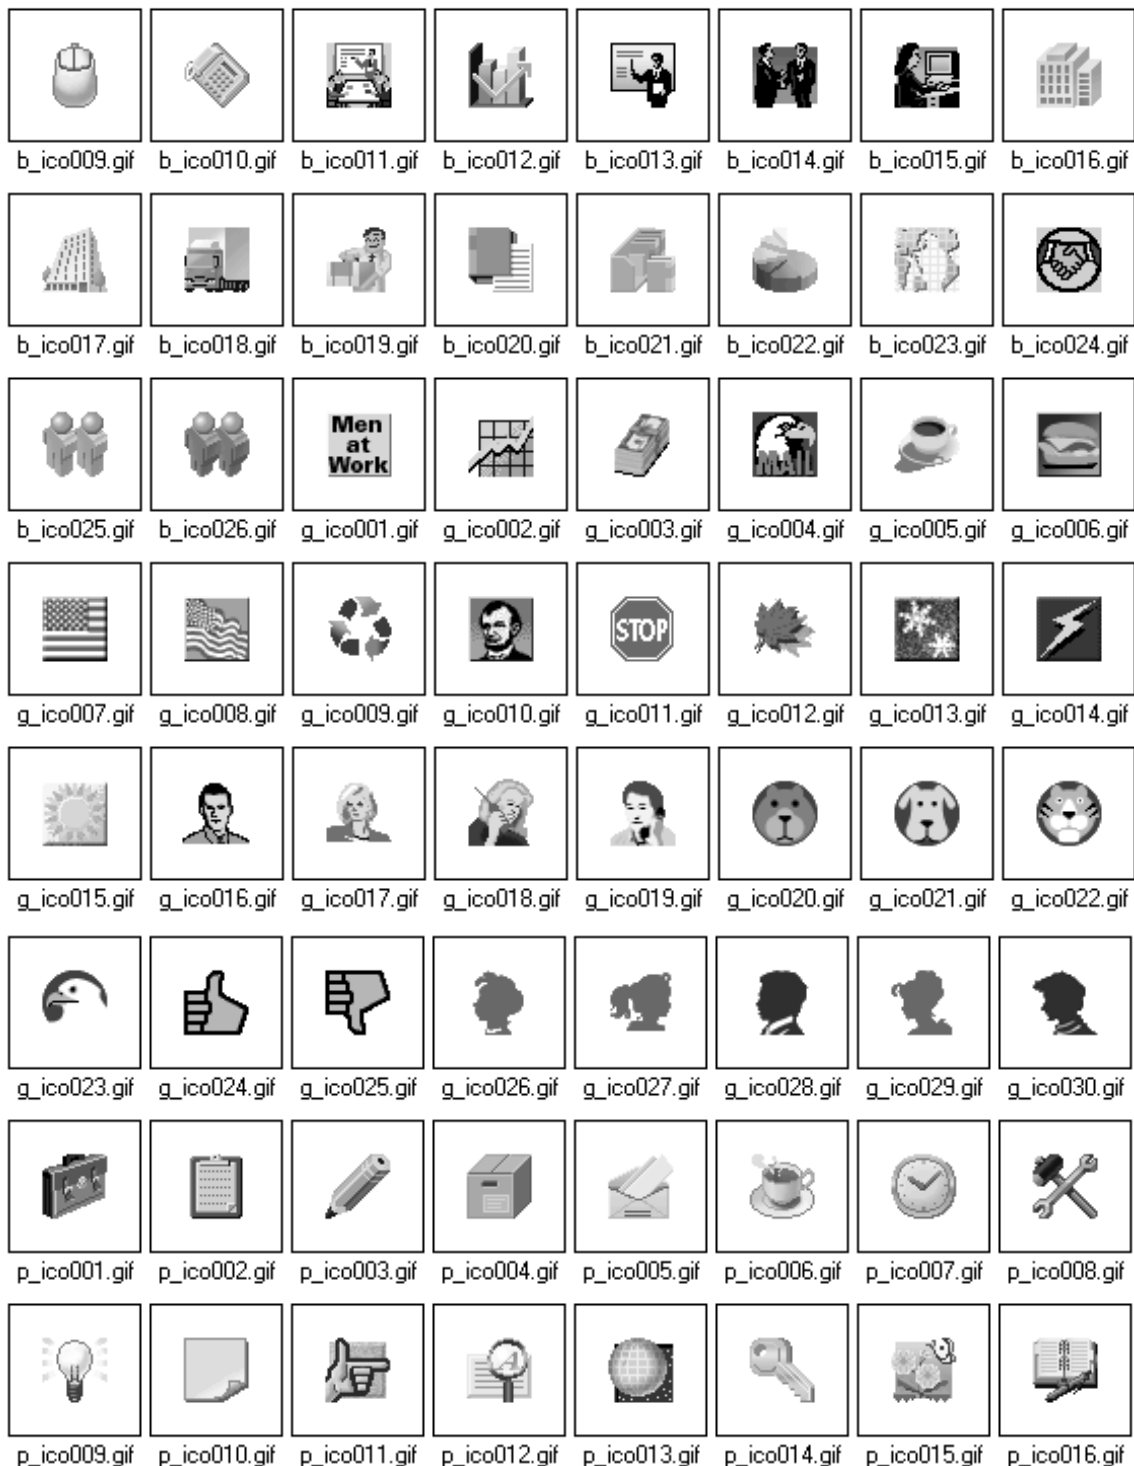 b_ico009.gif b_ico010.gif b_ico011.gif b_ico012.gif b_ico013.gif b_ico014.gif b_ico015.gif b_ico016.gif
b_ico017.gif b_ico018.gif b_ico019.gif b_ico020.gif b_ico021.gif b_ico022.gif b_ico023.gif b_ico024.gif
Men
at
Work
MAIL
b_ico025.gif b_ico026.gif g_ico001.gif g_ico002.gif g_ico003.gif g_ico004.gif g_ico005.gif g_ico006.gif
STOP
g_ico007.gif g_ico008.gif g_ico009.gif g_ico010.gif g_ico011.gif g_ico012.gif g_ico013.gif g_ico014.gif
g_ico015.gif g_ico016.gif g_ico017.gif g_ico018.gif g_ico019.gif g_ico020.gif g_ico021.gif g_ico022.gif
g_ico023.gif g_ico024.gif g_ico025.gif g_ico026.gif g_ico027.gif g_ico028.gif g_ico029.gif g_ico030.gif
p_ico001.gif p_ico002.gif p_ico003.gif p_ico004.gif p_ico005.gif p_ico006.gif p_ico007.gif p_ico008.gif
A
p_ico009.gif p_ico010.gif p_ico011.gif p_ico012.gif p_ico013.gif p_ico014.gif p_ico015.gif p_ico016.gif